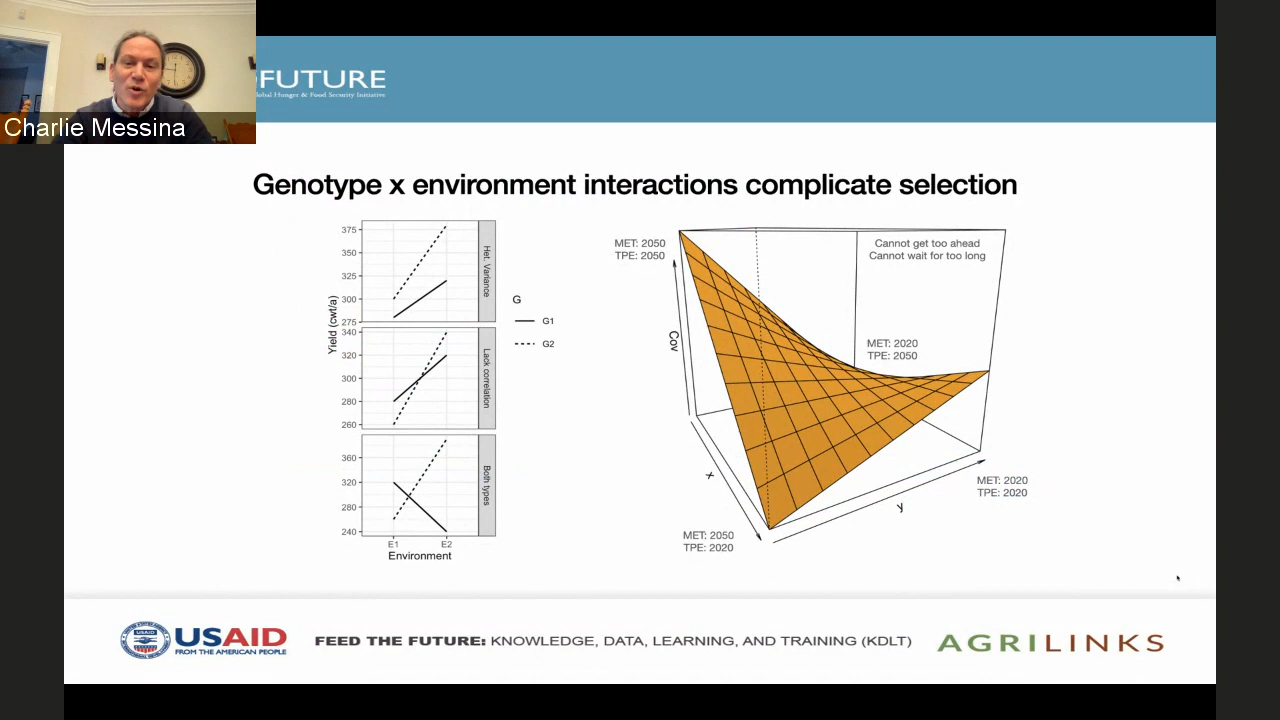 FUTURE
lobal Hunger & Food Security Initiative
Charlie Messina
Genotype x environment interactions complicate selection
375
350
325
300
275
Het. Variance
340
320
300
280
260
Lack correlation
360
320
280
240
Both types
Yield (cwt/a)
E1
E2
Environment
G
G1
G2
MET: 2050
TPE: 2050
Cannot get too ahead
Cannot wait for too long
Cov
MET: 2020
TPE: 2050
x
y
MET: 2020
TPE: 2020
MET: 2050
TPE: 2020
USAID
USAID
FROM THE AMERICAN PEOPLE
FEED THE FUTURE: KNOWLEDGE, DATA, LEARNING, AND TRAINING (KDLT)
AGRILINKS